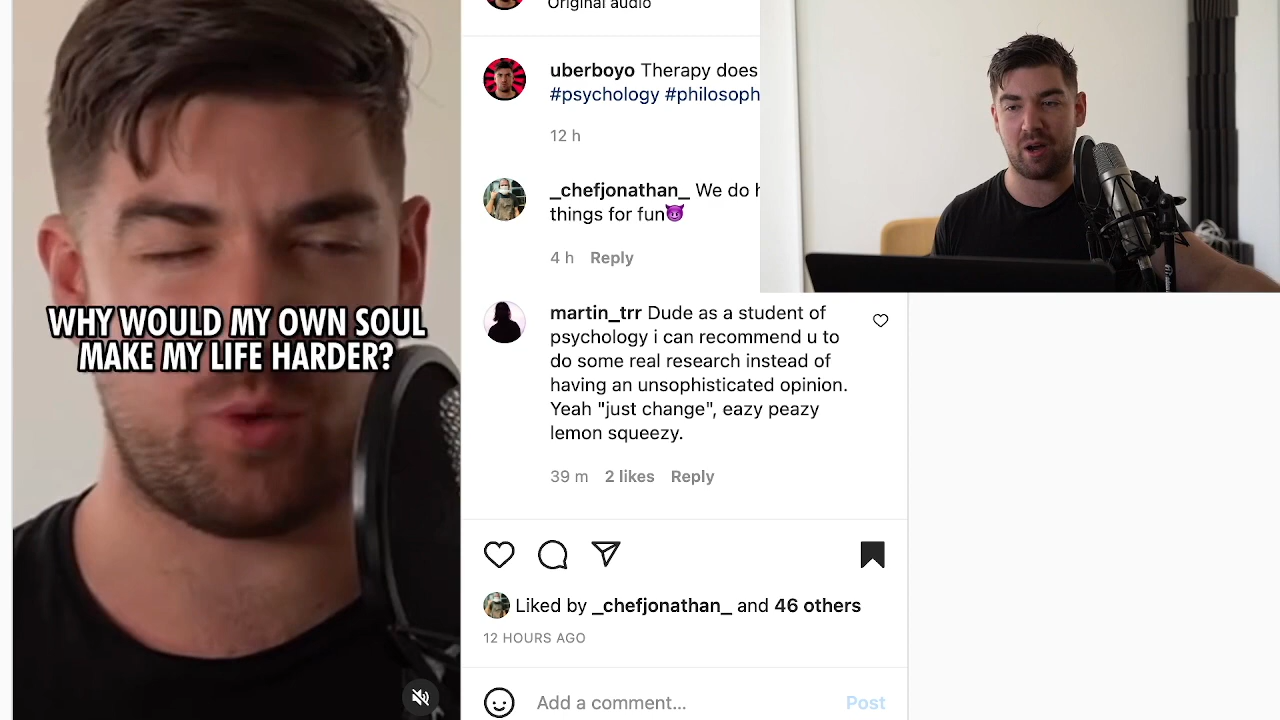 WHY WOULD MY OWN SOUL
MAKE MY LIFE HARDER?
Original audio
uberboyo Therapy does
#psychology #philosoph
12 h
_chefjonathan_ We do
things for fun😈
4 h Reply
martin_trr Dude as a student of
psychology i can recommend u to
do some real research instead of
having an unsophisticated opinion.
Yeah "just change", eazy peazy
lemon squeezy.
39 m 2 likes Reply
Liked by _chefjonathan_ and 46 others
12 HOURS AGO
Add a comment... Post